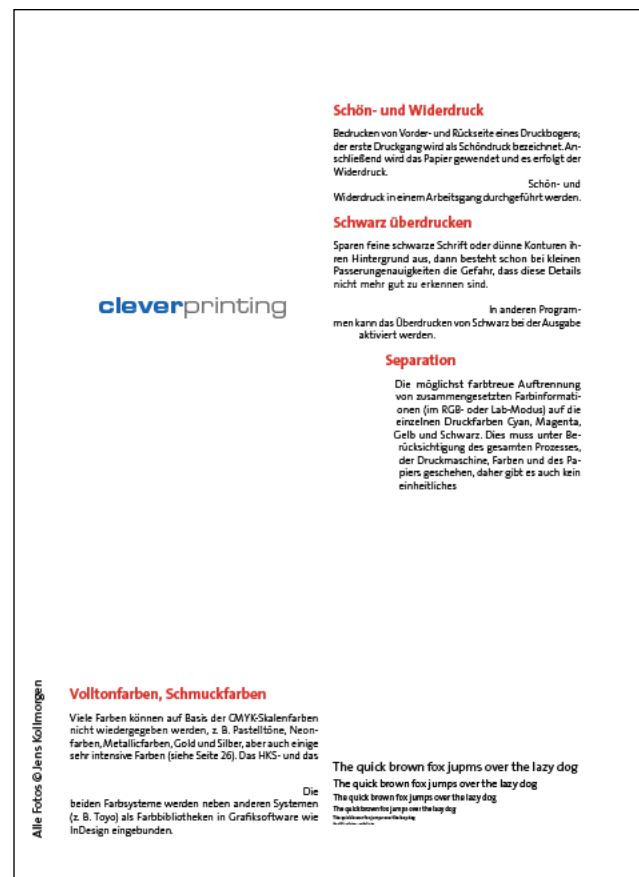 cleverprinting
Alle Fotos © Jens Kollmorgen
Volltonfarben, Schmuckfarben
Viele Farben können auf Basis der CMYK-Skalenfarben
nicht wiedergegeben werden, z. B. Pastelltöne, Neon-
farben, Metallicfarben, Gold und Silber, aber auch einige
sehr intensive Farben (siehe Seite 26). Das HKS- und das
Die
beiden Farbsysteme werden neben anderen Systemen
(z. B. Toyo) als Farbbibliotheken in Grafiksoftware wie
InDesign eingebunden.
Schön- und Widerdruck
Bedrucken von Vorder- und Rückseite eines Druckbogens;
der erste Druckgang wird als Schöndruck bezeichnet. An-
schließend wird das Papier gewendet und es erfolgt der
Widerdruck.
Schön- und
Widerdruck in einem Arbeitsgang durchgeführt werden.
Schwarz überdrucken
Sparen feine schwarze Schrift oder dünne Konturen ih-
ren Hintergrund aus, dann besteht schon bei kleinen
Passerungenauigkeiten die Gefahr, dass diese Details
nicht mehr gut zu erkennen sind.
In anderen Program-
men kann das Überdrucken von Schwarz bei der Ausgabe
aktiviert werden.
Separation
Die möglichst farbtreue Auftrennung
von zusammengesetzten Farbinformati-
onen (im RGB- oder Lab-Modus) auf die
einzelnen Druckfarben Cyan, Magenta,
Gelb und Schwarz. Dies muss unter Be-
rücksichtigung des gesamten Prozesses,
der Druckmaschine, Farben und des Pa-
piers geschehen, daher gibt es auch kein
einheitliches
The quick brown fox jupms over the lazy dog
The quick brown fox jumps over the lazy dog
The quick brown fox jumps over the lazy dog
The quick brown fox jumps over the lazy dog
The quick brown fox jumps over the lazy dog